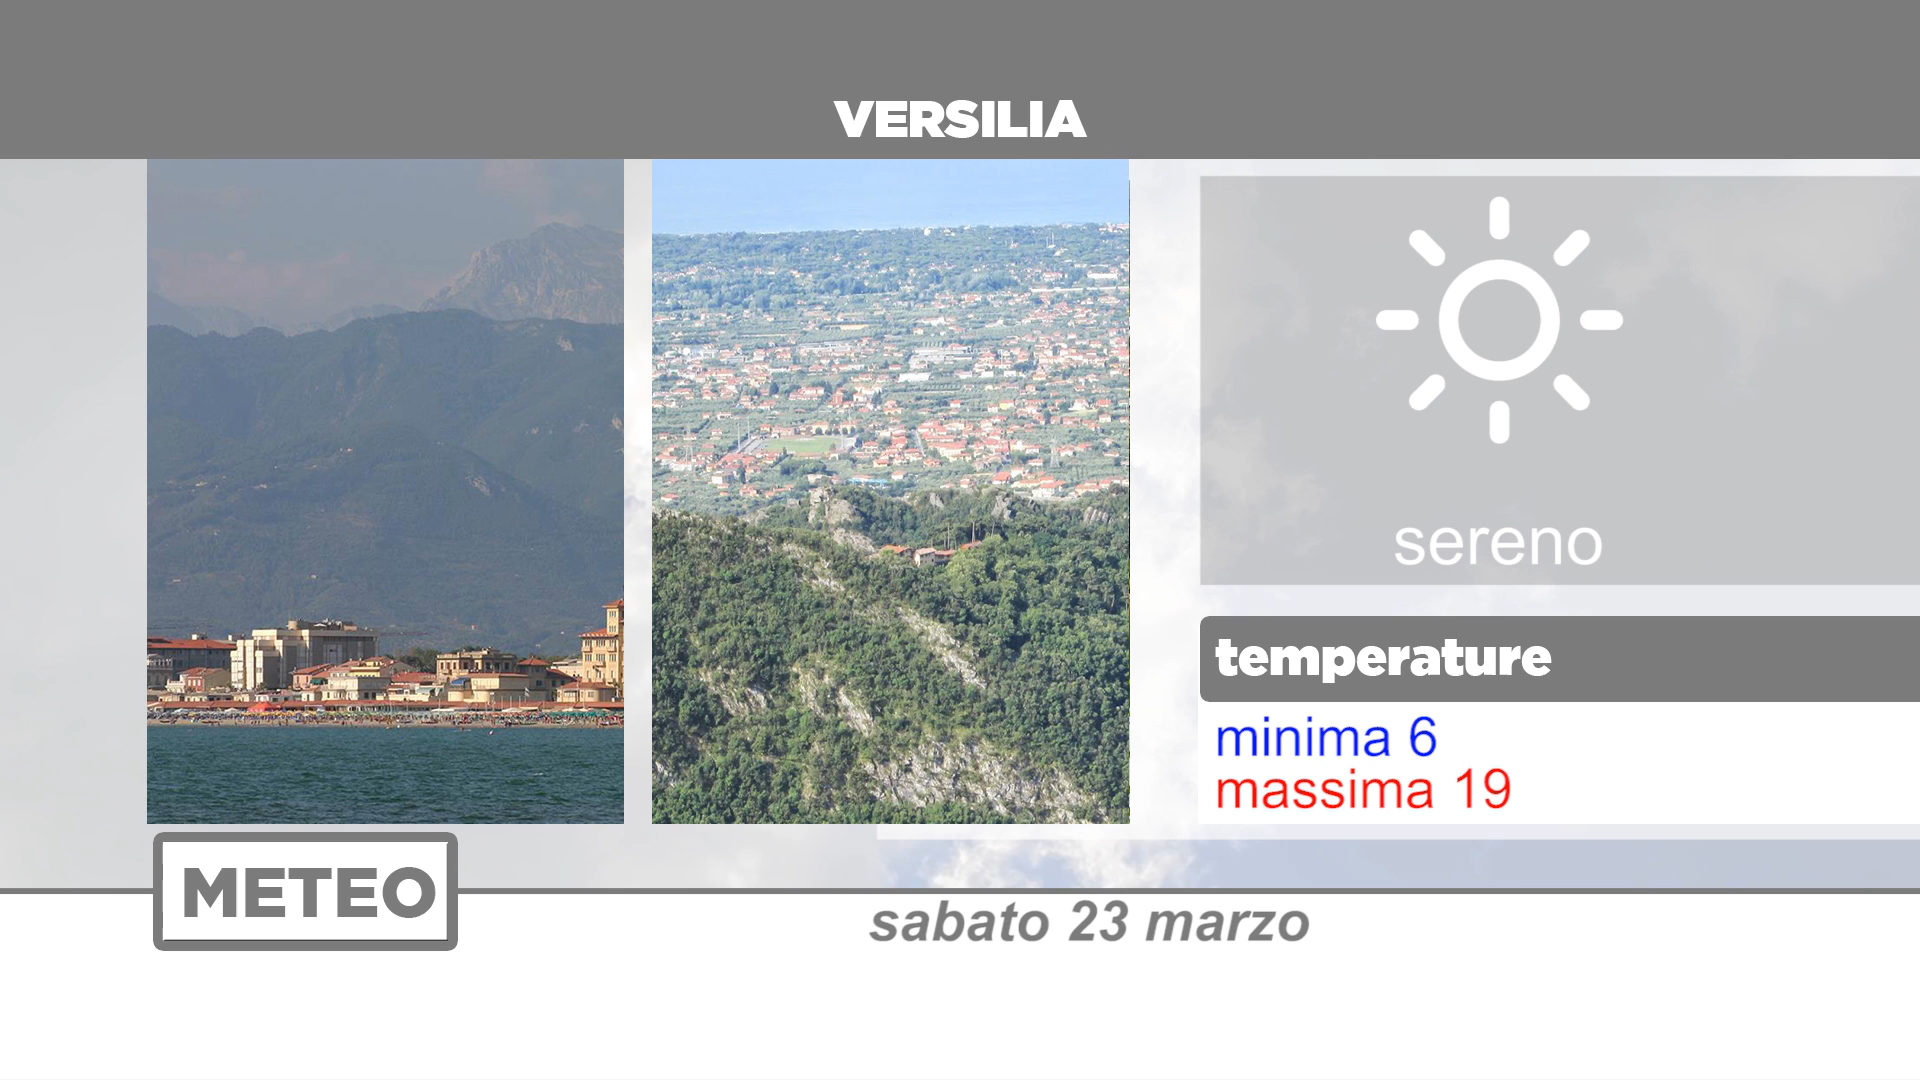 VERSILIA
sereno
temperature
minima 6
massima 19
METEO
sabato 23 marzo